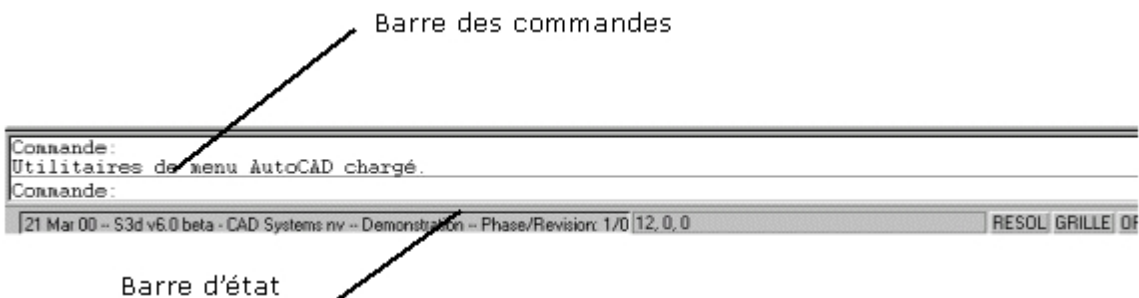 Barre des commandes
Commande:
Utilitaires de menu AutoCAD chargé.
Commande:
21 Mar 00 -- S3d v6.0 beta - CAD Systems nv -- Demonstration -- Phase/Revision: 1/0 12, 0, 0 RESOL GRILLE
Barre d'état